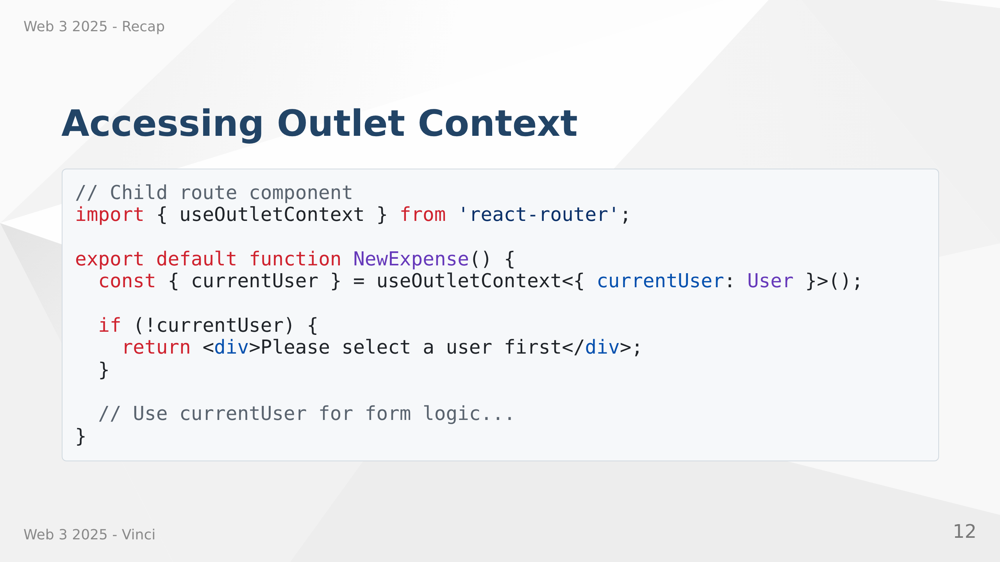 Web 3 2025 - Recap
Accessing Outlet Context
// Child route component
import { useOutletContext } from 'react-router';
export default function NewExpense() {
  const { currentUser } = useOutletContext<{ currentUser: User }>();
  if (!currentUser) {
    return <div>Please select a user first</div>;
  }
  // Use currentUser for form logic...
}
Web 3 2025 - Vinci
12